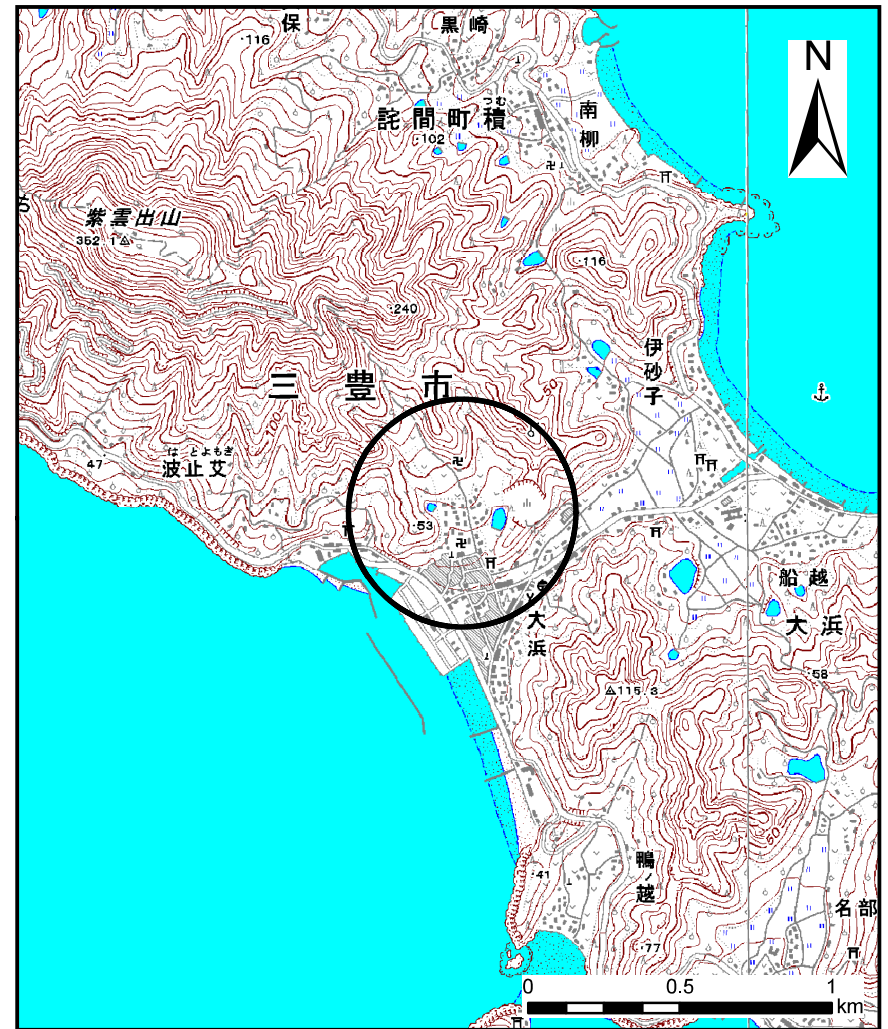 保
黒崎
・116
N
つむ
詫間町積
南柳
・102
紫雲出山
352.1
・116
・240
伊砂子
三豊市
50
100
はとよもぎ
波止艾
47・
・53
船越
大浜
大浜
・58
115.3
50
鴨ノ越
・41
名部
・77
0 0.5 1
km